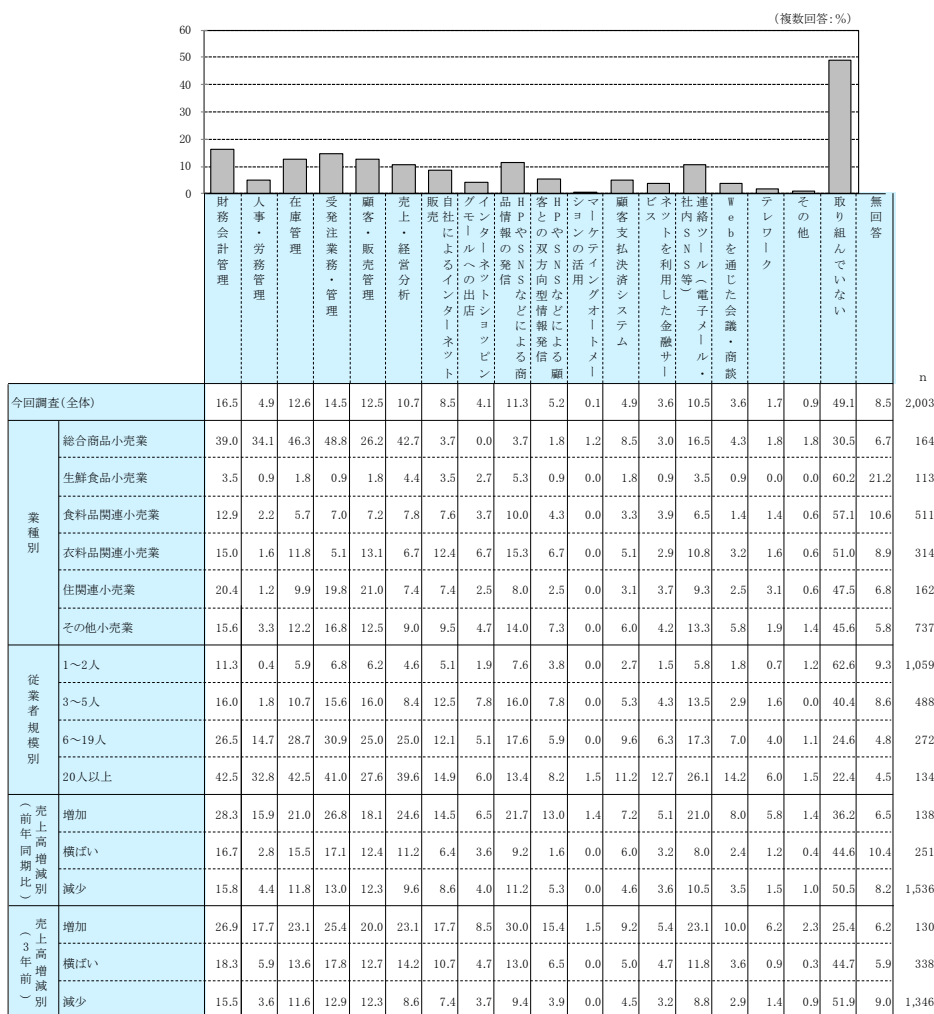 （複数回答：％）
60
50
40
30
20
10
0
財務会計管理
人事・労務管理
在庫管理
受発注業務・管理
顧客・販売管理
売上・経営分析
自社によるインターネット
販売
インターネットショッピン
グモールへの出店
ＨＰやＳＮＳなどによる商
品情報の発信
ＨＰやＳＮＳなどによる顧
客との双方向型情報発信
マーケティングオートメー
ションの活用
顧客支払決済システム
ネットを利用した金融サー
ビス
連絡ツール（電子メール・
社内ＳＮＳ等）
Ｗｅｂを通じた会議・商談
テレワーク
その他
取り組んでいない
無回答
n
今回調査(全体) 16.5 4.9 12.6 14.5 12.5 10.7 8.5 4.1 11.3 5.2 0.1 4.9 3.6 10.5 3.6 1.7 0.9 49.1 8.5 2,003
業種別
総合商品小売業 39.0 34.1 46.3 48.8 26.2 42.7 3.7 0.0 3.7 1.8 1.2 8.5 3.0 16.5 4.3 1.8 1.8 30.5 6.7 164
生鮮食品小売業 3.5 0.9 1.8 0.9 1.8 4.4 3.5 2.7 5.3 0.9 0.0 1.8 0.9 3.5 0.9 0.0 0.0 60.2 21.2 113
食料品関連小売業 12.9 2.2 5.7 7.0 7.2 7.8 7.6 3.7 10.0 4.3 0.0 3.3 3.9 6.5 1.4 1.4 0.6 57.1 10.6 511
衣料品関連小売業 15.0 1.6 11.8 5.1 13.1 6.7 12.4 6.7 15.3 6.7 0.0 5.1 2.9 10.8 3.2 1.6 0.6 51.0 8.9 314
住関連小売業 20.4 1.2 9.9 19.8 21.0 7.4 7.4 2.5 8.0 2.5 0.0 3.1 3.7 9.3 2.5 3.1 0.6 47.5 6.8 162
その他小売業 15.6 3.3 12.2 16.8 12.5 9.0 9.5 4.7 14.0 7.3 0.0 6.0 4.2 13.3 5.8 1.9 1.4 45.6 5.8 737
従業者規模別
1～2人 11.3 0.4 5.9 6.8 6.2 4.6 5.1 1.9 7.6 3.8 0.0 2.7 1.5 5.8 1.8 0.7 1.2 62.6 9.3 1,059
3～5人 16.0 1.8 10.7 15.6 16.0 8.4 12.5 7.8 16.0 7.8 0.0 5.3 4.3 13.5 2.9 1.6 0.0 40.4 8.6 488
6～19人 26.5 14.7 28.7 30.9 25.0 25.0 12.1 5.1 17.6 5.9 0.0 9.6 6.3 17.3 7.0 4.0 1.1 24.6 4.8 272
20人以上 42.5 32.8 42.5 41.0 27.6 39.6 14.9 6.0 13.4 8.2 1.5 11.2 12.7 26.1 14.2 6.0 1.5 22.4 4.5 134
売上高増減別
（前年同期比）
増加 28.3 15.9 21.0 26.8 18.1 24.6 14.5 6.5 21.7 13.0 1.4 7.2 5.1 21.0 8.0 5.8 1.4 36.2 6.5 138
横ばい 16.7 2.8 15.5 17.1 12.4 11.2 6.4 3.6 9.2 1.6 0.0 6.0 3.2 8.0 2.4 1.2 0.4 44.6 10.4 251
減少 15.8 4.4 11.8 13.0 12.3 9.6 8.6 4.0 11.2 5.3 0.0 4.6 3.6 10.5 3.5 1.5 1.0 50.5 8.2 1,536
売上高増減別
（3年前）
増加 26.9 17.7 23.1 25.4 20.0 23.1 17.7 8.5 30.0 15.4 1.5 9.2 5.4 23.1 10.0 6.2 2.3 25.4 6.2 130
横ばい 18.3 5.9 13.6 17.8 12.7 14.2 10.7 4.7 13.0 6.5 0.0 5.0 4.7 11.8 3.6 0.9 0.3 44.7 5.9 338
減少 15.5 3.6 11.6 12.9 12.3 8.6 7.4 3.7 9.4 3.9 0.0 4.5 3.2 8.8 2.9 1.4 0.9 51.9 9.0 1,346